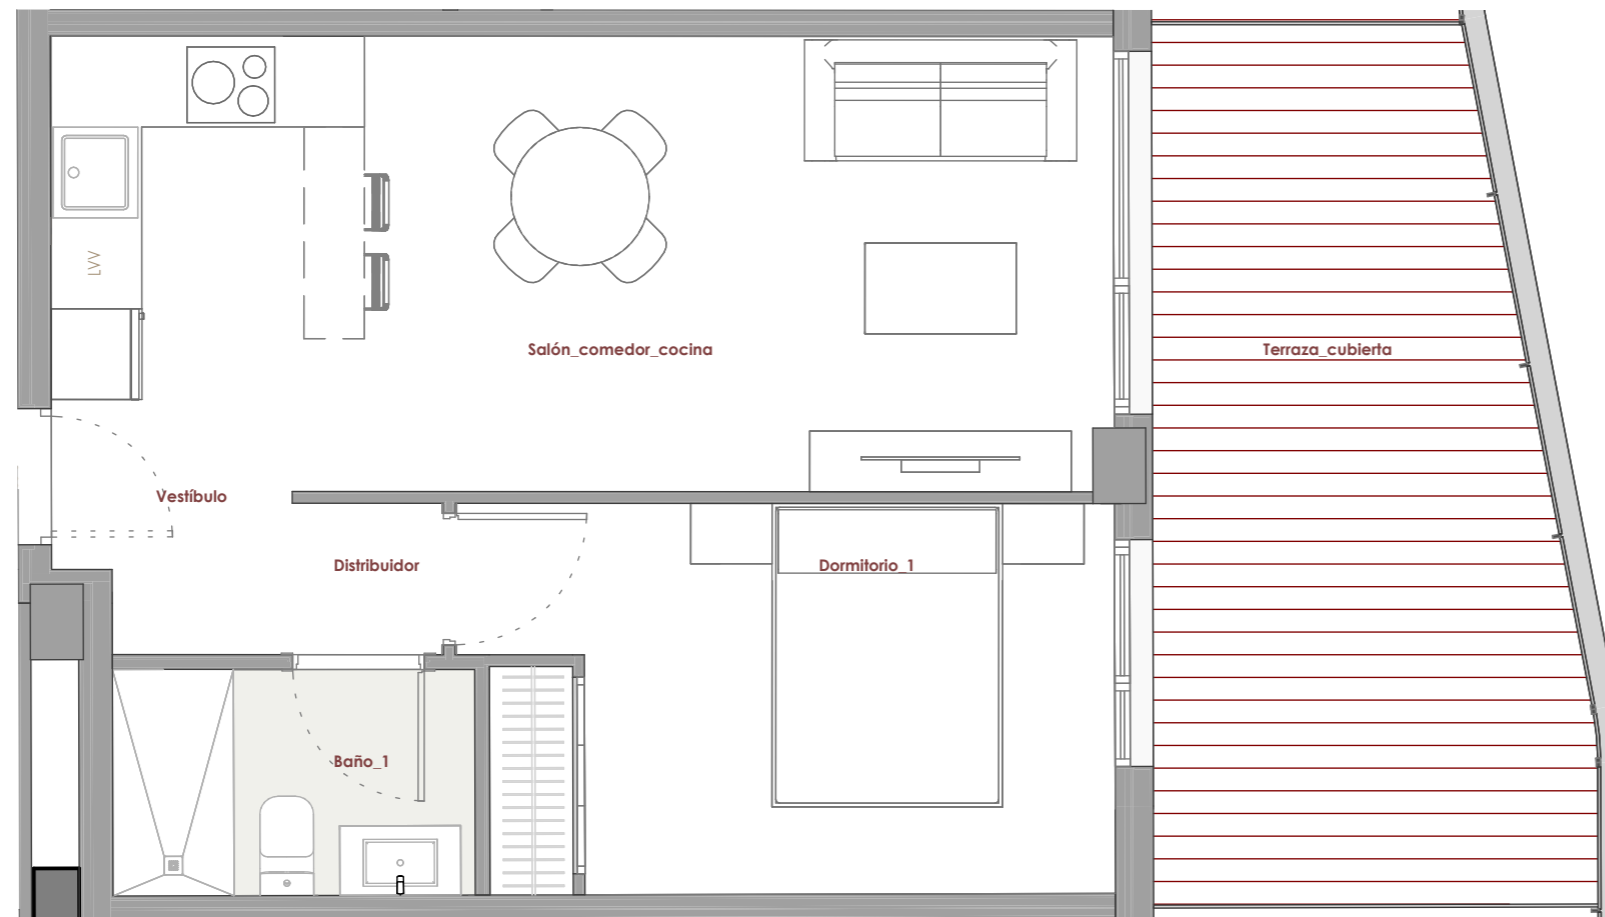 LVV
Salón_comedor_cocina
Terraza_cubierta
Vestíbulo
Distribuidor
Dormitorio_1
Baño_1